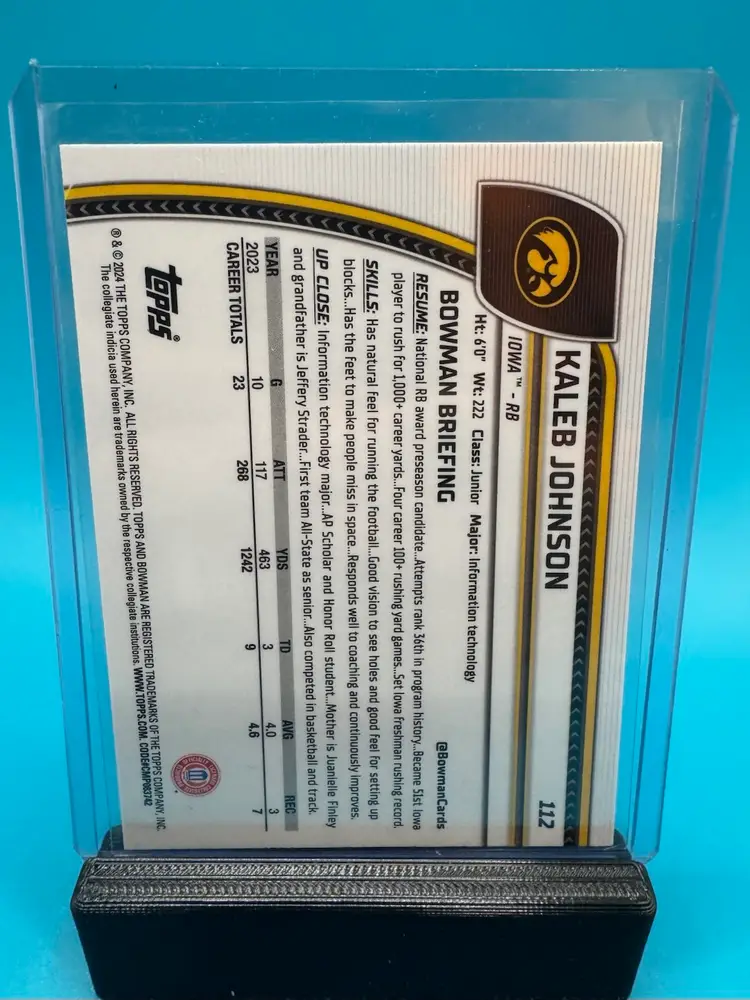 KALEB JOHNSON
112
IOWA™ - RB
Ht: 6'0" Wt: 222 Class: Junior Major: Information technology
BOWMAN BRIEFING
@BowmanCards
RESUME: National RB award preseason candidate...Attempts rank 36th in program history...Became 51st Iowa
player to rush for 1,000+ career yards...Four career 100+ rushing yard games...Set Iowa freshman rushing record.
SKILLS: Has natural feel for running the football...Good vision to see holes and good feel for setting up
blocks...Has the feet to make people miss in space...Responds well to coaching and continuously improves.
UP CLOSE: Information technology major...AP Scholar and Honor Roll student...Mother is Juanielle Finley
and grandfather is Jeffery Strader...First team All-State as senior...Also competed in basketball and track.
YEAR G ATT YDS TD AVG REC
2023 10 117 463 3 4.0 3
CAREER TOTALS 23 268 1242 9 4.6 7
topps®
® & © 2024 THE TOPPS COMPANY, INC. ALL RIGHTS RESERVED. TOPPS AND BOWMAN ARE REGISTERED TRADEMARKS OF THE TOPPS COMPANY, INC.
The collegiate indicia used herein are trademarks owned by the respective collegiate institutions. WWW.TOPPS.COM. CODE#CMP083742